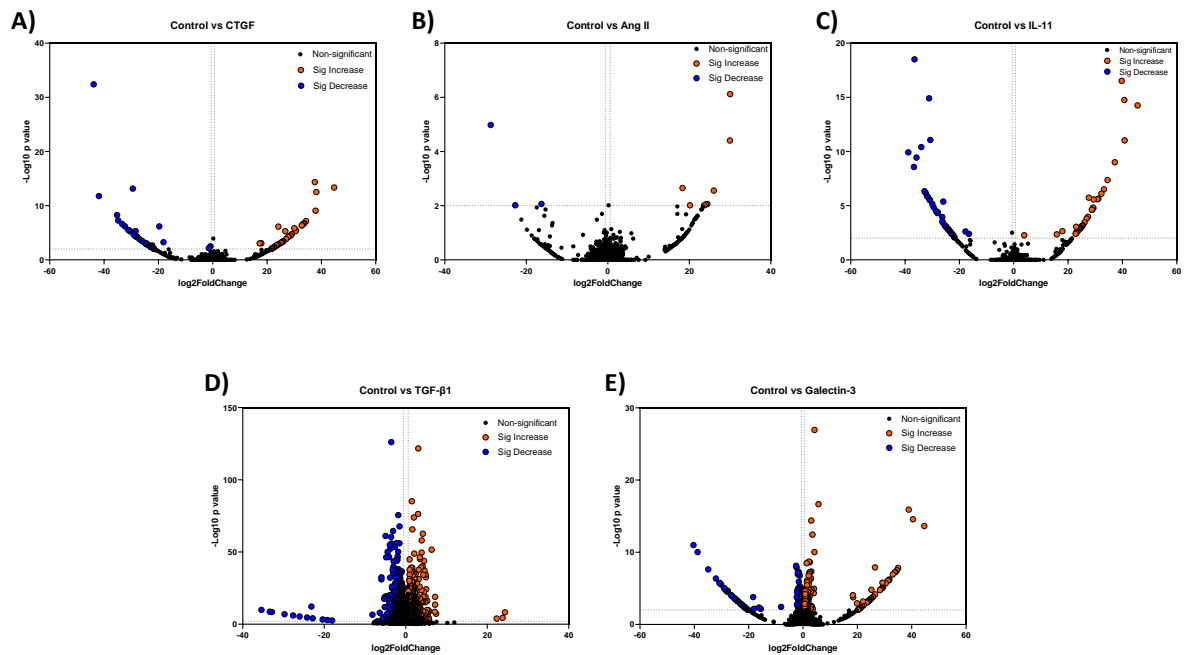 A)
Control vs CTGF
Non-significant
Sig Increase
Sig Decrease
40
30
20
10
0
-60
-40
-20
0
20
40
60
-Log10 p value
log2FoldChange
B)
Control vs Ang II
Non-significant
Sig Increase
Sig Decrease
8
6
4
2
0
-40
-20
0
20
40
-Log10 p value
log2FoldChange
C)
Control vs IL-11
Non-significant
Sig Increase
Sig Decrease
20
15
10
5
0
-60
-40
-20
0
20
40
60
-Log10 p value
log2FoldChange
D)
Control vs TGF-β1
Non-significant
Sig Increase
Sig Decrease
150
100
50
0
-40
-20
0
20
40
-Log10 p value
log2FoldChange
E)
Control vs Galectin-3
Non-significant
Sig Increase
Sig Decrease
30
20
10
0
-60
-40
-20
0
20
40
60
-Log10 p value
log2FoldChange